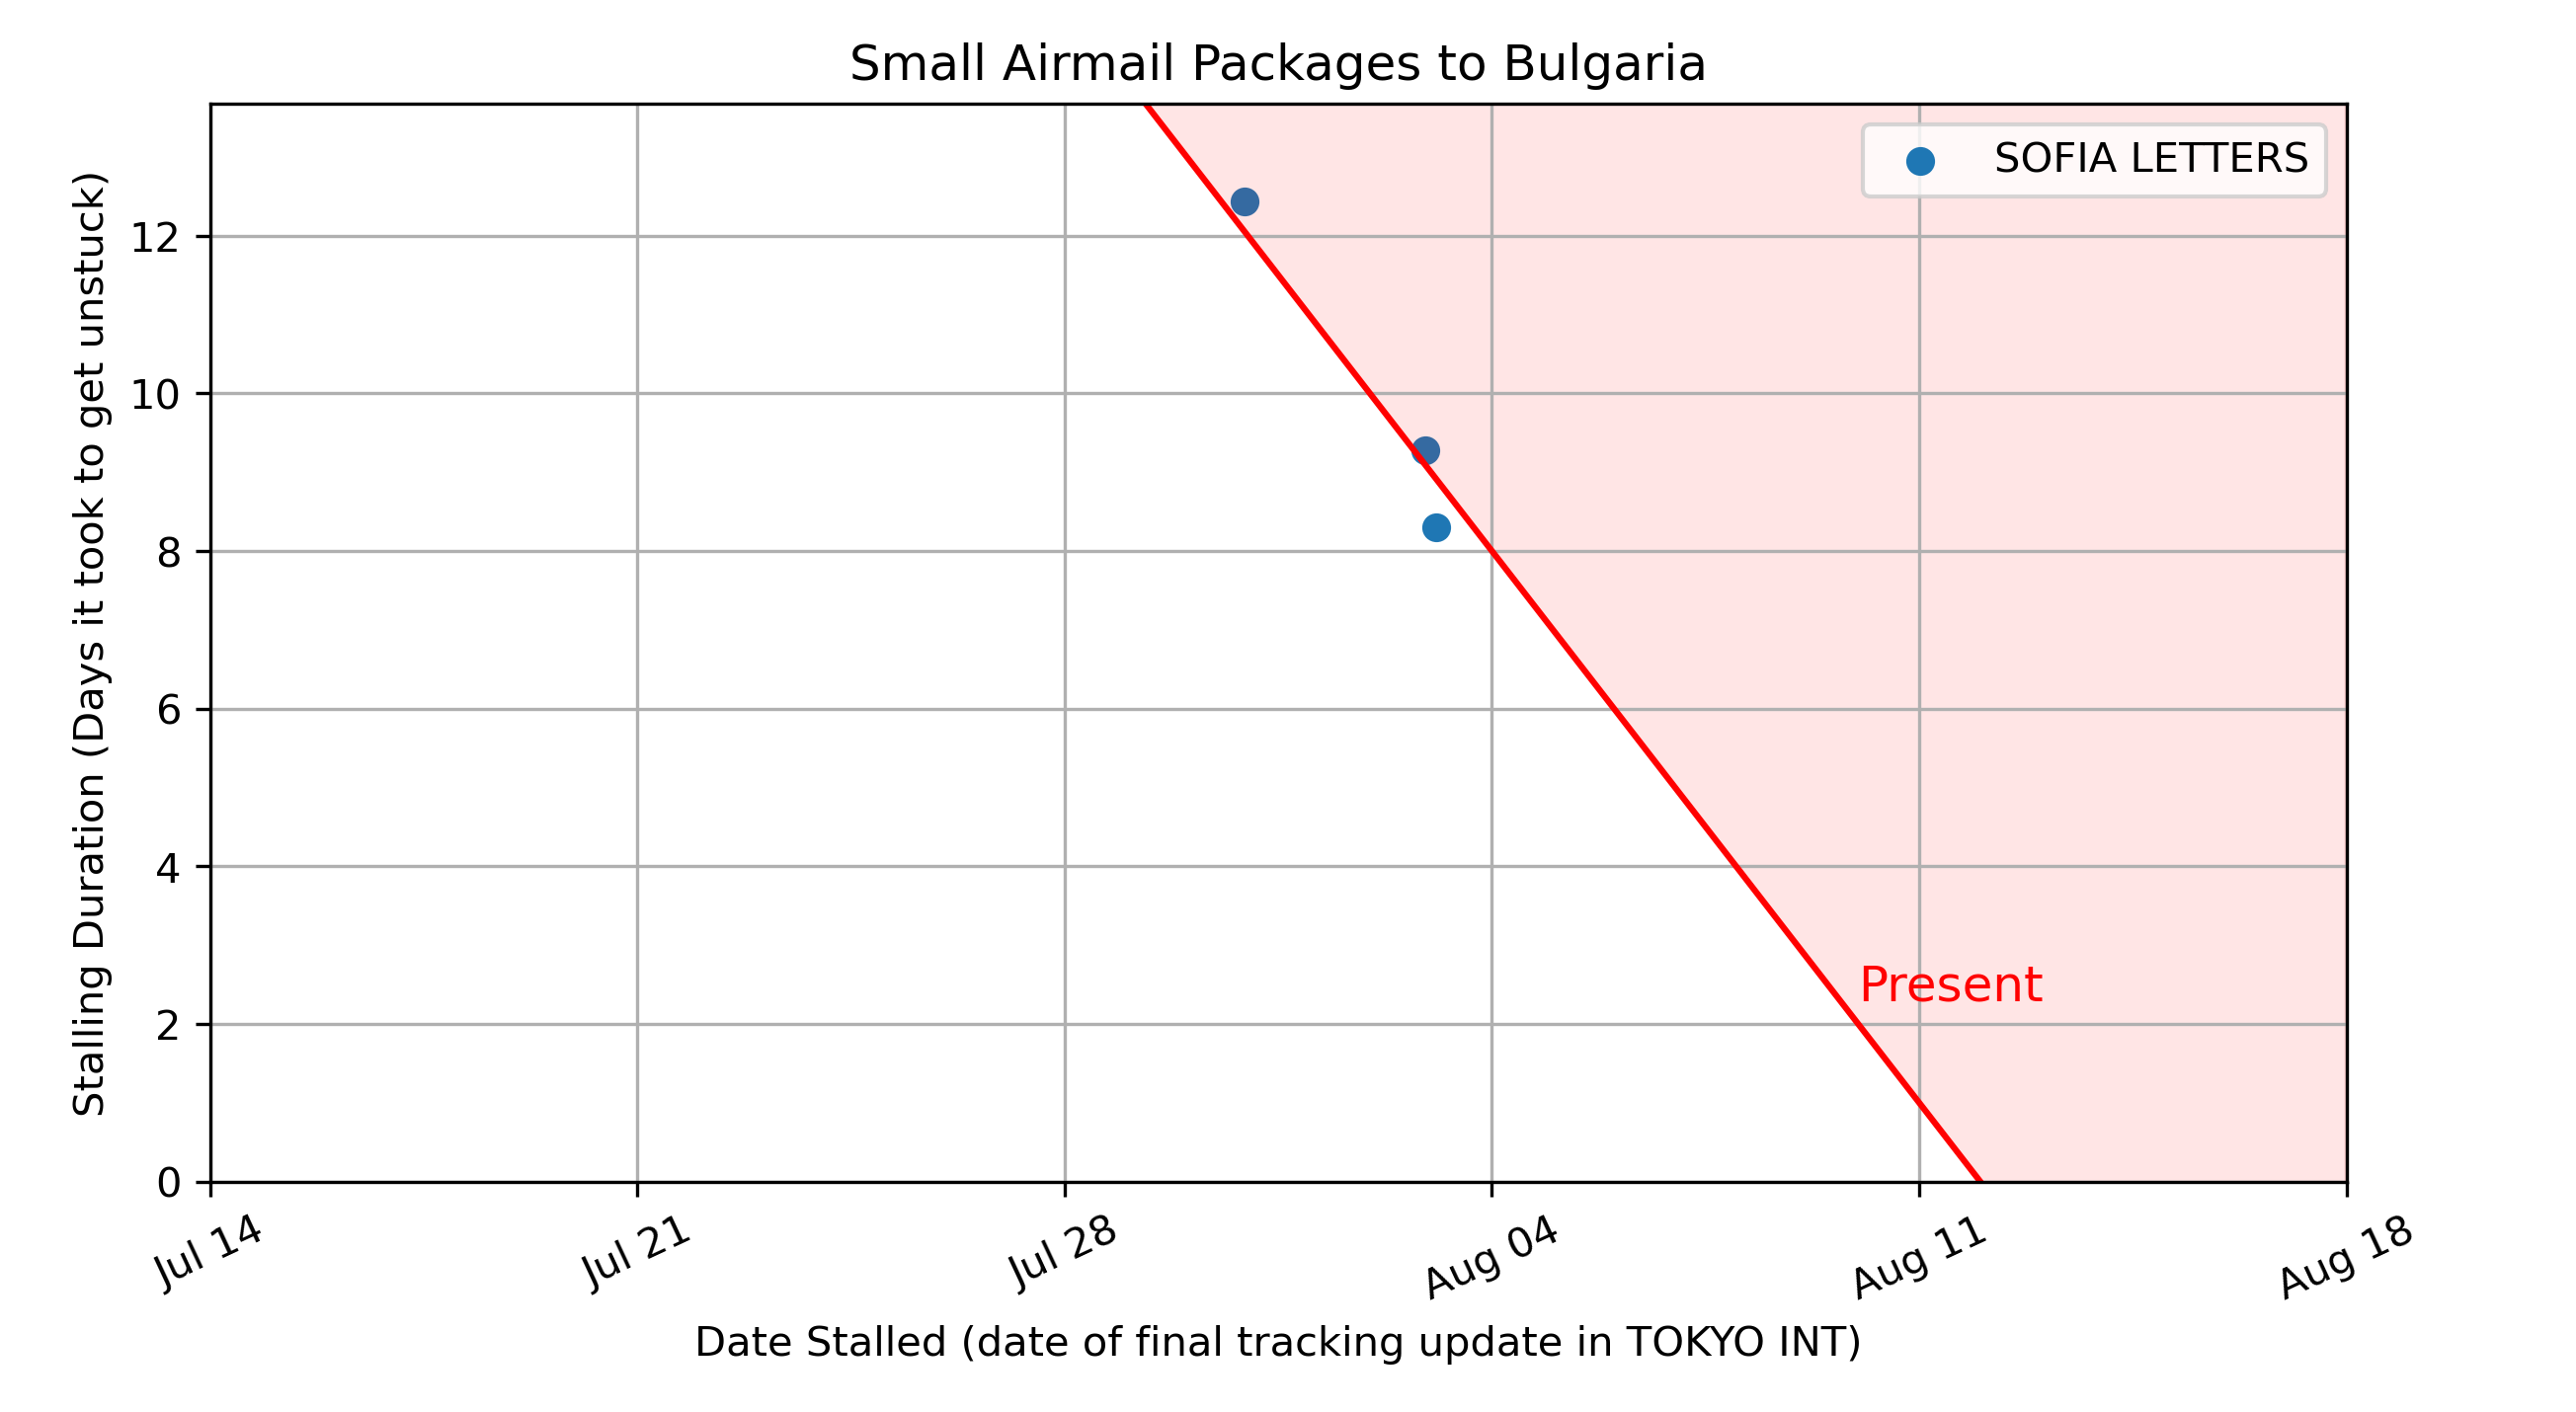 Small Airmail Packages to Bulgaria
SOFIA LETTERS
Stalling Duration (Days it took to get unstuck)
12
10
8
6
4
2
0
Present
Jul 14
Jul 21
Jul 28
Aug 04
Aug 11
Aug 18
Date Stalled (date of final tracking update in TOKYO INT)